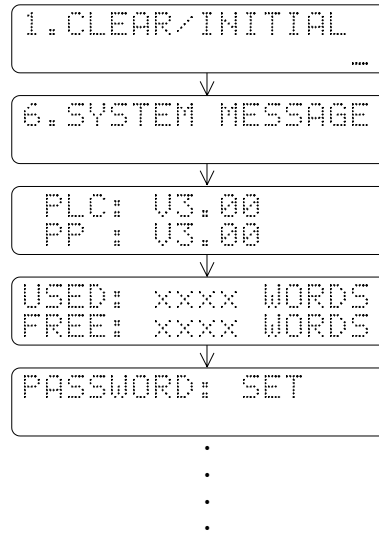 1.CLEAR/INITIAL
6.SYSTEM MESSAGE
PLC: V3.00
PP : V3.00
USED: xxxx WORDS
FREE: xxxx WORDS
PASSWORD: SET